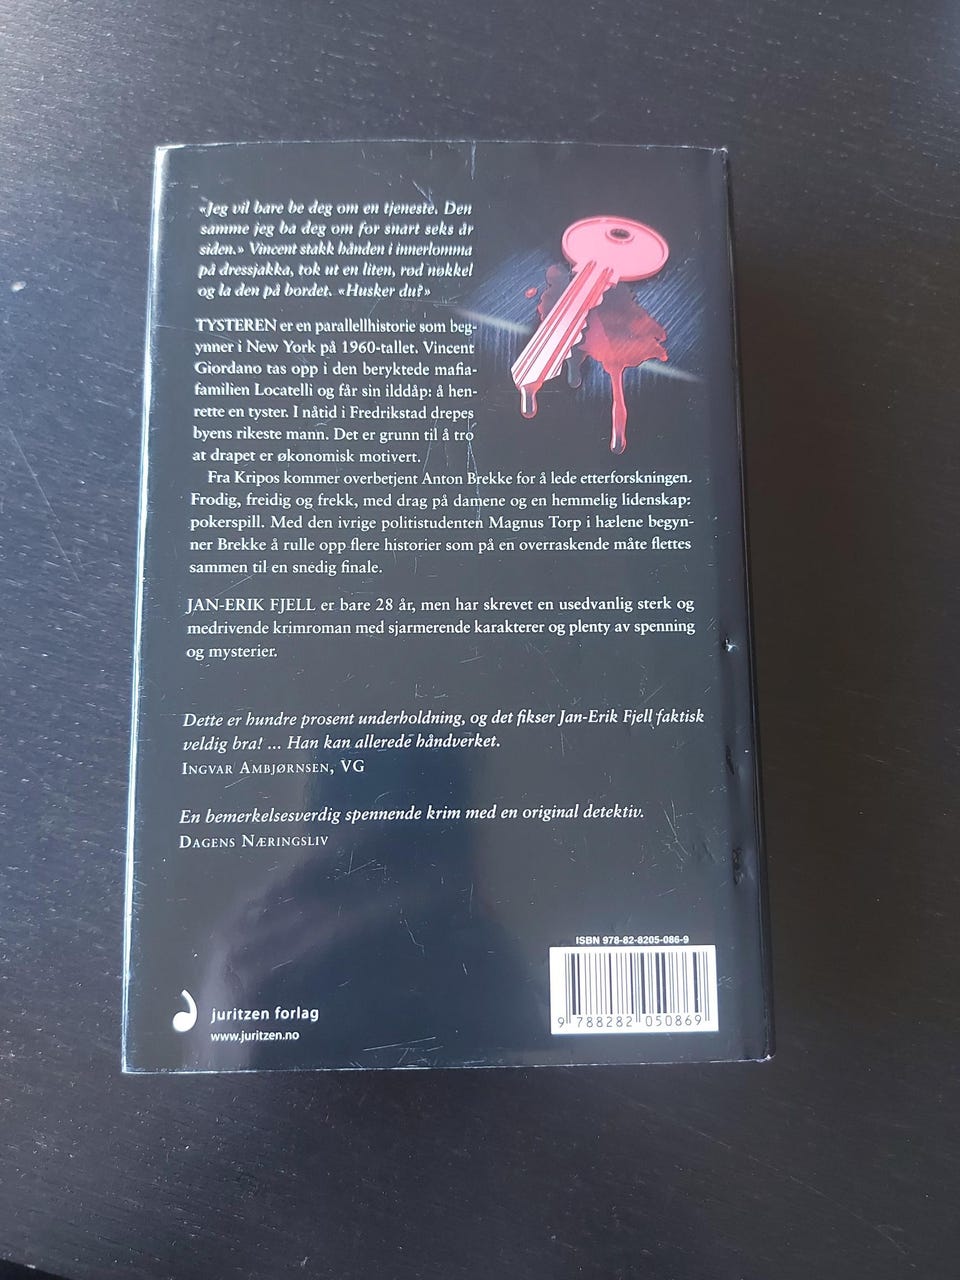 «Jeg vil bare be deg om en tjeneste. Den
samme jeg ba deg om for snart seks år
siden.» Vincent stakk hånden i innerlomma
på dressjakka, tok ut en liten, rød nøkkel
og la den på bordet. «Husker du?»
TYSTEREN er en parallellhistorie som beg-
ynner i New York på 1960-tallet. Vincent
Giordano tas opp i den beryktede mafia-
familien Locatelli og får sin ilddåp: å hen-
rette en tyster. I nåtid i Fredrikstad drepes
byens rikeste mann. Det er grunn til å tro
at drapet er økonomisk motivert.
Fra Kripos kommer overbetjent Anton Brekke for å lede etterforskningen.
Frodig, freidig og frekk, med drag på damene og en hemmelig lidenskap:
pokerspill. Med den ivrige politistudenten Magnus Torp i hælene begyn-
ner Brekke å rulle opp flere historier som på en overraskende måte flettes
sammen til en snedig finale.
JAN-ERIK FJELL er bare 28 år, men har skrevet en usedvanlig sterk og
medrivende krimroman med sjarmerende karakterer og plenty av spenning
og mysterier.
Dette er hundre prosent underholdning, og det fikser Jan-Erik Fjell faktisk
veldig bra! ... Han kan allerede håndverket.
INGVAR AMBJØRNSEN, VG
En bemerkelsesverdig spennende krim med en original detektiv.
DAGENS NÆRINGSLIV
ISBN 978-82-8205-086-9
9 788282 050869
juritzen forlag
www.juritzen.no